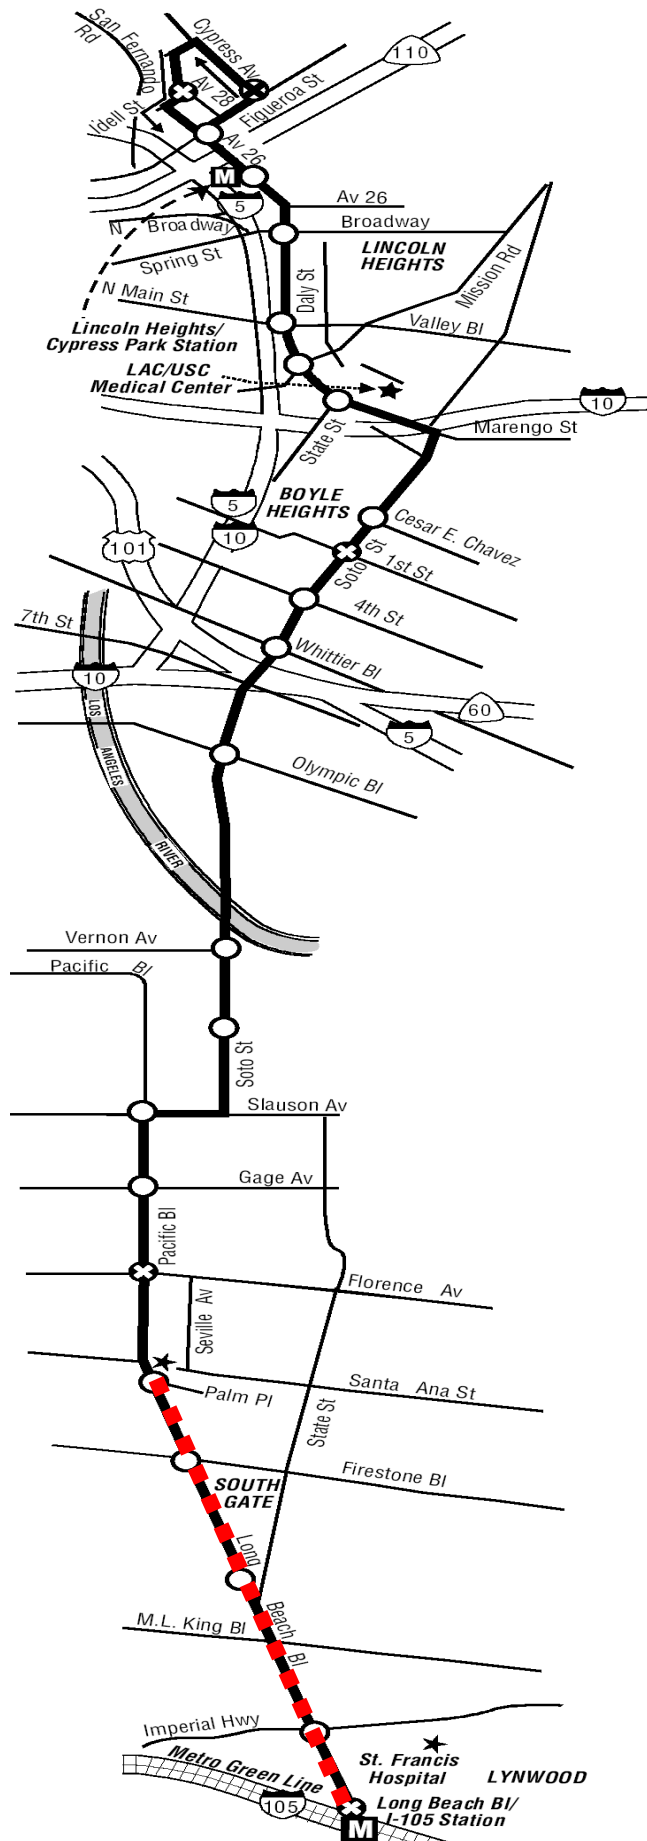 San Fernando
Rd
Cypress Av
110
Av 28
Figueroa St
Idell St
Av 26
M
5
Av 26
N Broadway
Broadway
Spring St
LINCOLN
HEIGHTS
Daly St
Mission Rd
N Main St
Valley Bl
Lincoln Heights/
Cypress Park Station
LAC/USC
Medical Center
10
State St
Marengo St
5
10
BOYLE
HEIGHTS
Cesar E. Chavez
101
Soto St
1st St
4th St
7th St
Whittier Bl
10
60
5
LOS
ANGELES
RIVER
Olympic Bl
Vernon Av
Pacific Bl
Soto St
Slauson Av
Gage Av
Pacific Bl
Florence Av
Seville Av
Santa Ana St
Palm Pl
State St
Firestone Bl
SOUTH
GATE
Long Beach Bl
M.L. King Bl
Imperial Hwy
Metro Green Line
St. Francis
Hospital
LYNWOOD
105
Long Beach Bl/
I-105 Station
M